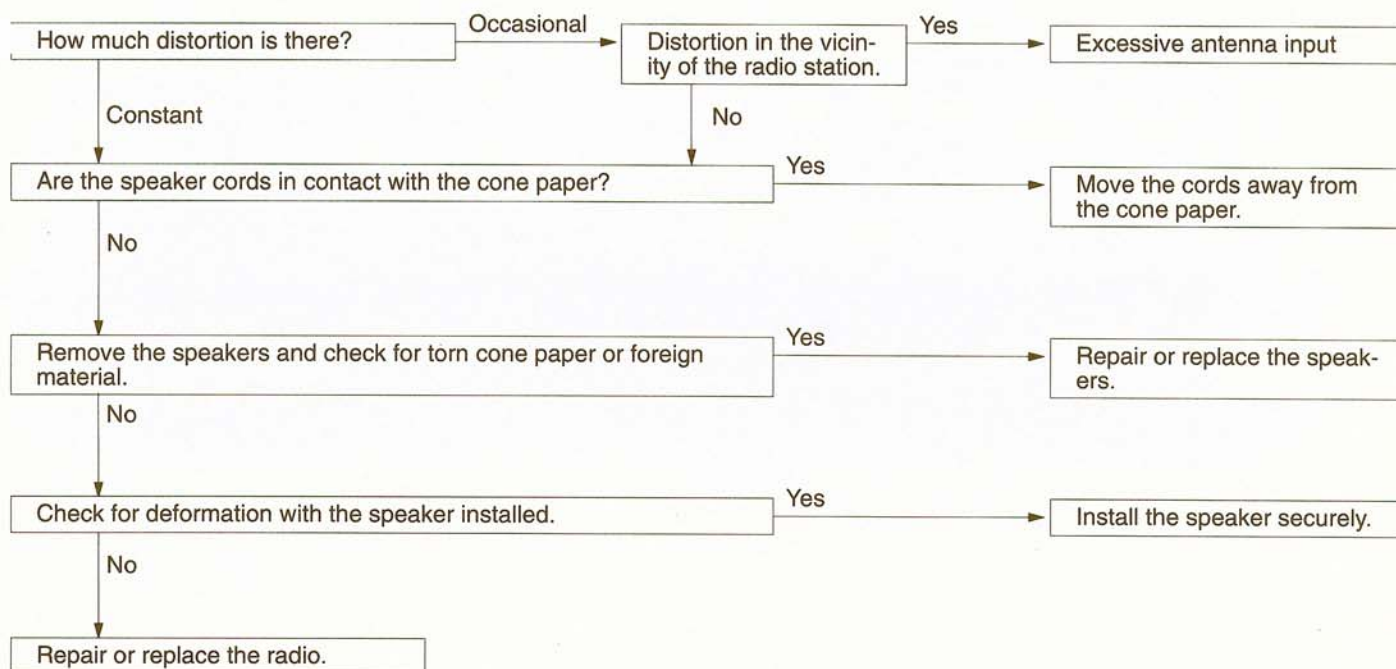 How much distortion is there?
Occasional
Distortion in the vicin-
ity of the radio station.
Yes
Excessive antenna input
Constant
No
Are the speaker cords in contact with the cone paper?
Yes
Move the cords away from
the cone paper.
No
Remove the speakers and check for torn cone paper or foreign
material.
Yes
Repair or replace the speak-
ers.
No
Check for deformation with the speaker installed.
Yes
Install the speaker securely.
No
Repair or replace the radio.